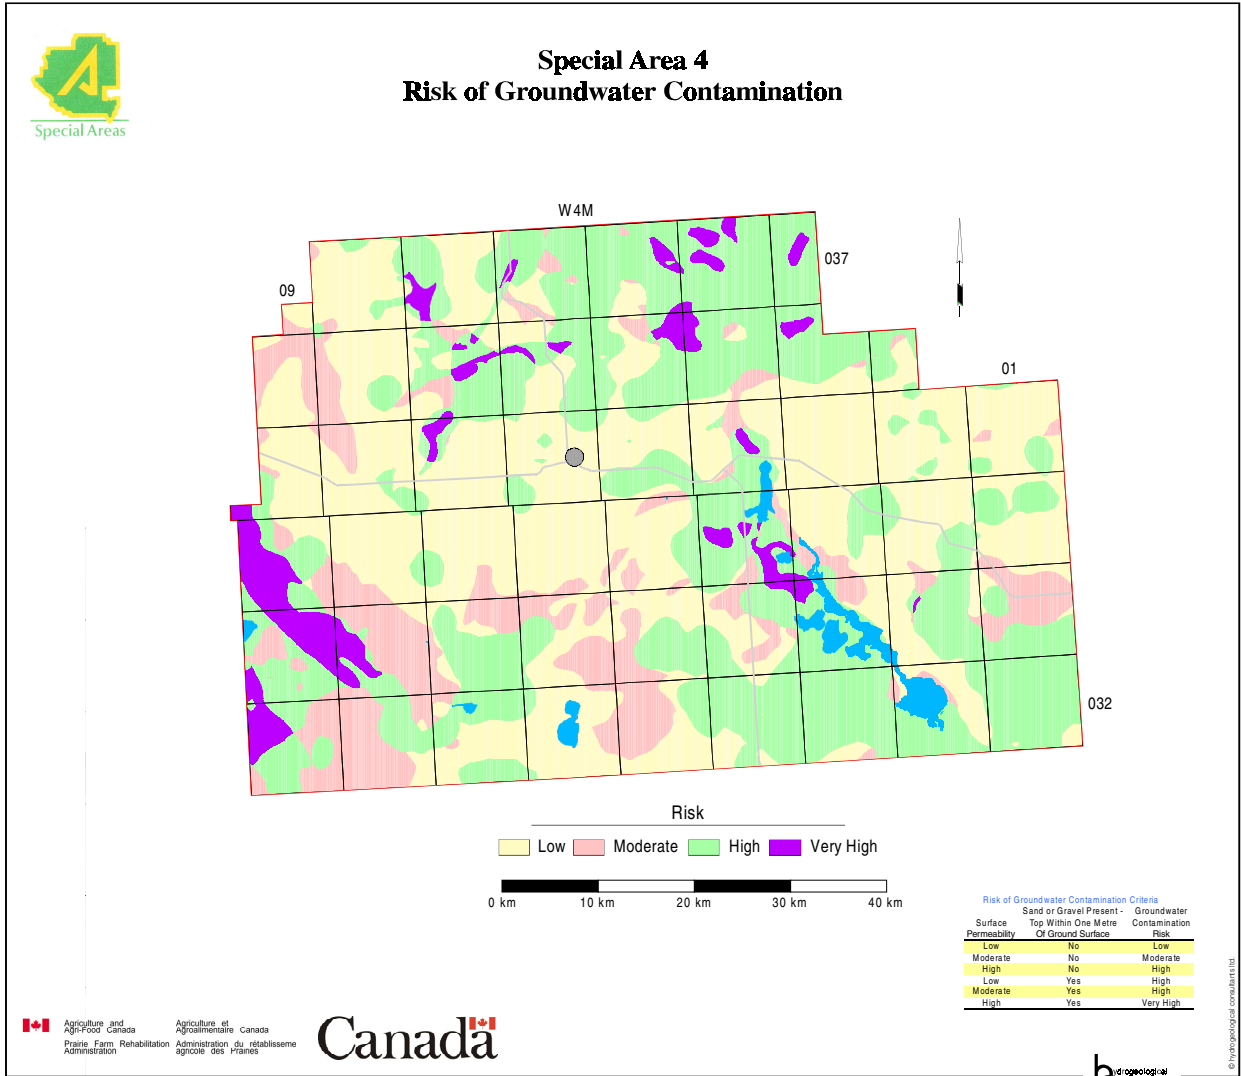 Special Area 4
Risk of Groundwater Contamination
Special Areas
W4M
037
09
01
032
Risk
Low Moderate High Very High
0 km 10 km 20 km 30 km 40 km
Risk of Groundwater Contamination Criteria
Sand or Gravel Present - Groundwater
Surface Top Within One Metre Contamination
Permeability Of Ground Surface Risk
Low No Low
Moderate No Moderate
High No High
Low Yes High
Moderate Yes High
High Yes Very High
Agriculture and Agriculture et
Agri-Food Canada Agroalimentaire Canada
Prairie Farm Rehabilitation Administration du rétablisseme
Administration agricole des Prairies
Canada
hydrogeological
© hydrogeological consultants ltd.